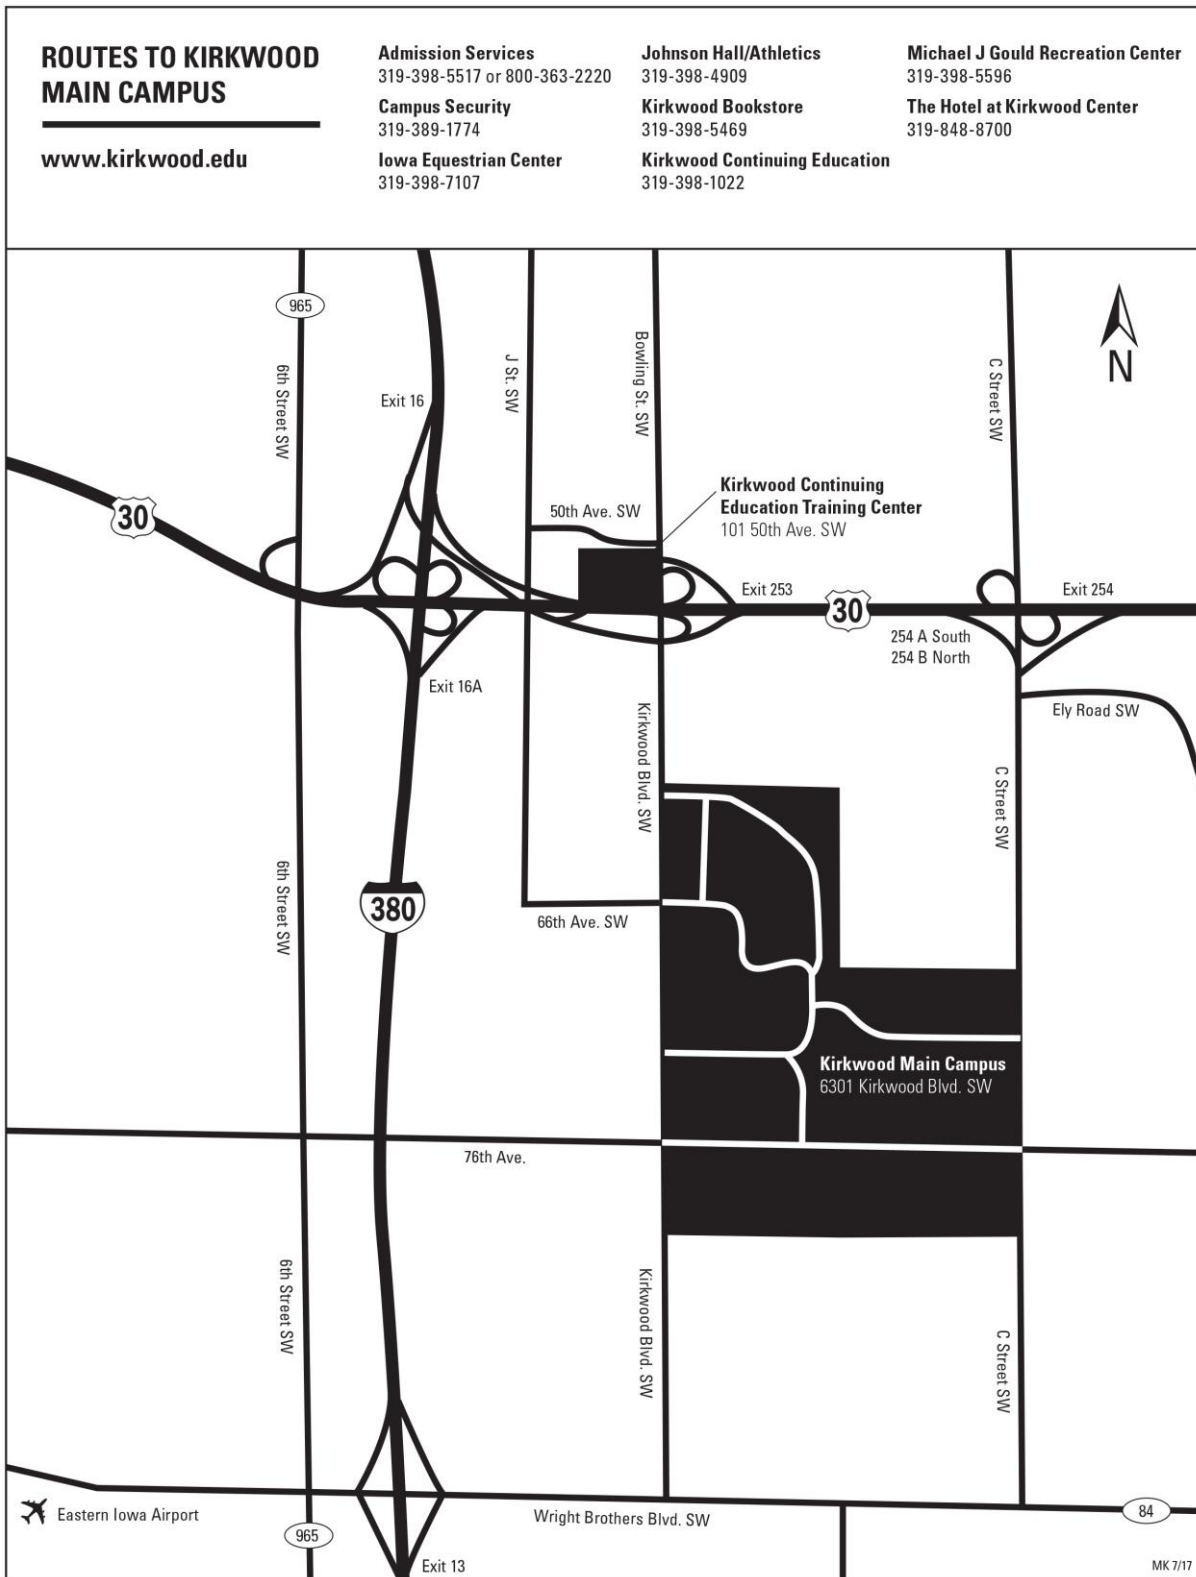 ROUTES TO KIRKWOOD
MAIN CAMPUS
www.kirkwood.edu
Admission Services
319-398-5517 or 800-363-2220
Campus Security
319-389-1774
Iowa Equestrian Center
319-398-7107
Johnson Hall/Athletics
319-398-4909
Kirkwood Bookstore
319-398-5469
Kirkwood Continuing Education
319-398-1022
Michael J Gould Recreation Center
319-398-5596
The Hotel at Kirkwood Center
319-848-8700
965
6th Street SW
Exit 16
J St. SW
Bowling St. SW
C Street SW
N
30
50th Ave. SW
Kirkwood Continuing
Education Training Center
101 50th Ave. SW
Exit 253
30
Exit 254
254 A South
254 B North
Exit 16A
Ely Road SW
Kirkwood Blvd. SW
C Street SW
6th Street SW
380
66th Ave. SW
Kirkwood Main Campus
6301 Kirkwood Blvd. SW
76th Ave.
6th Street SW
Kirkwood Blvd. SW
C Street SW
Eastern Iowa Airport
965
Wright Brothers Blvd. SW
84
Exit 13
MK 7/17